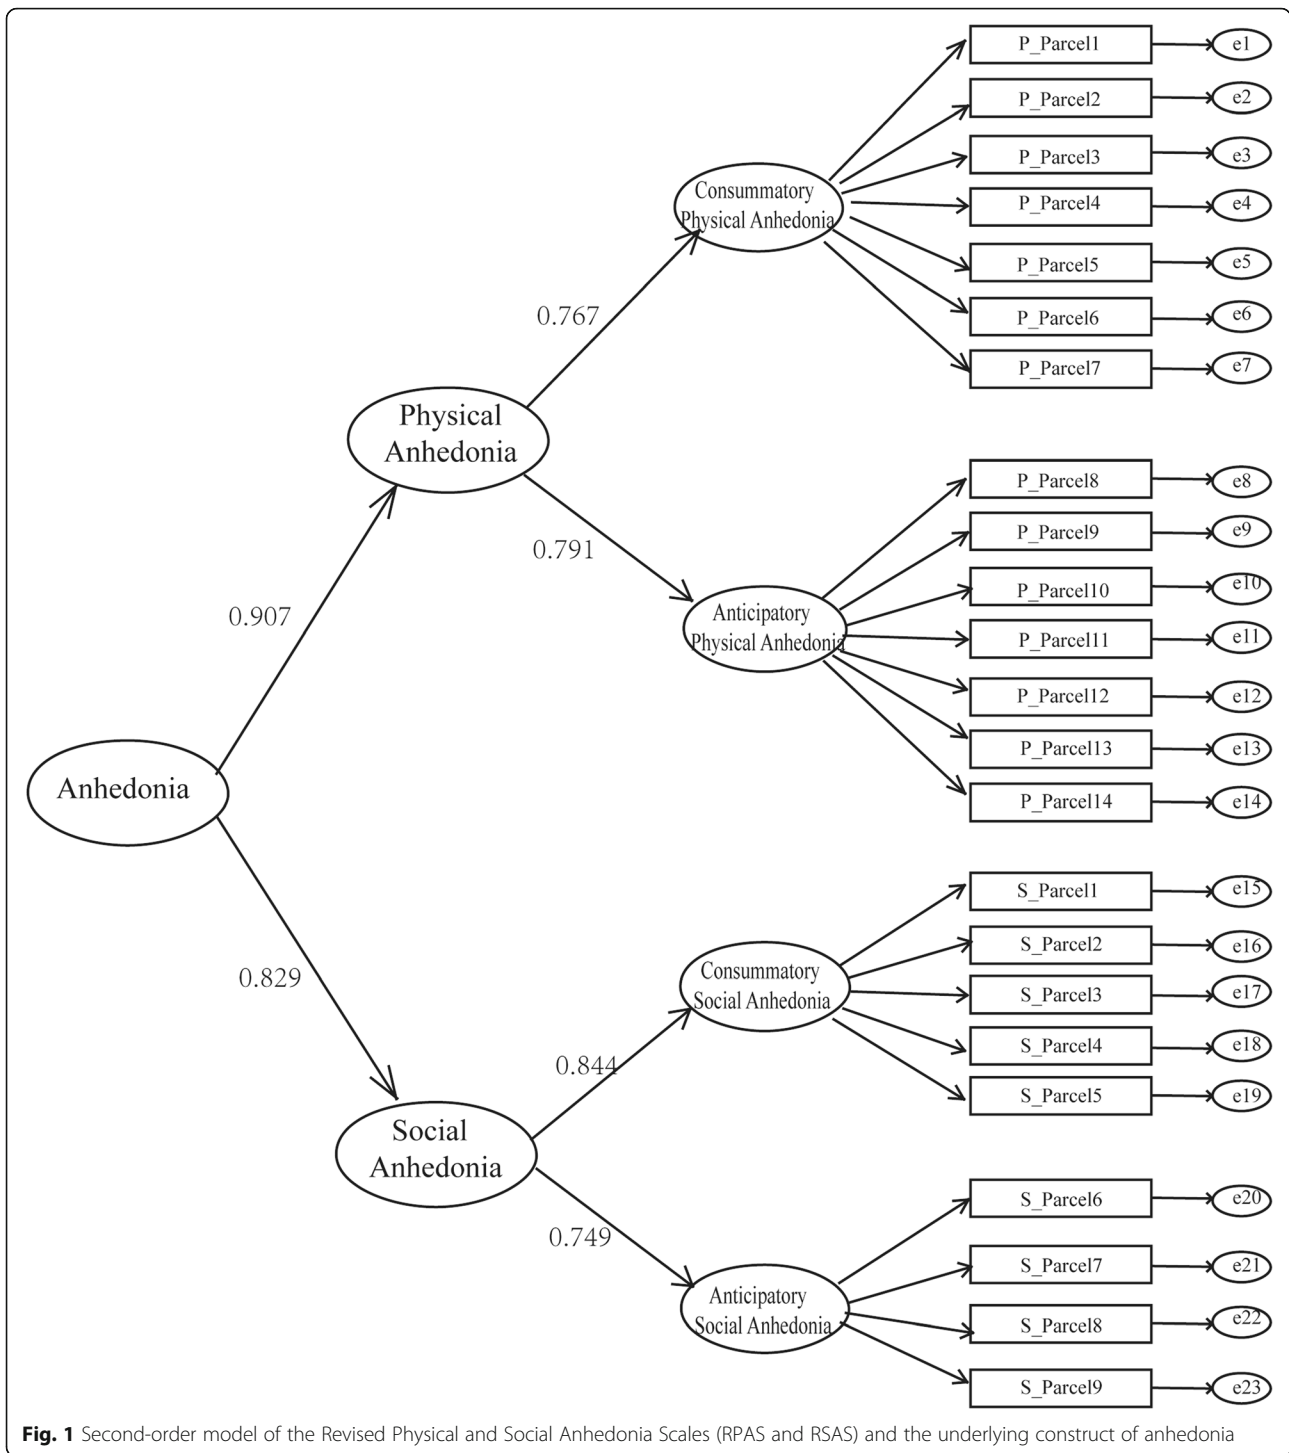 P_Parcel1
e1
P_Parcel2
e2
P_Parcel3
e3
Consummatory
Physical Anhedonia
P_Parcel4
e4
P_Parcel5
e5
P_Parcel6
e6
P_Parcel7
e7
0.767
Physical
Anhedonia
0.791
P_Parcel8
e8
P_Parcel9
e9
P_Parcel10
e10
Anticipatory
Physical Anhedonia
P_Parcel11
e11
P_Parcel12
e12
P_Parcel13
e13
P_Parcel14
e14
0.907
Anhedonia
0.829
S_Parcel1
e15
S_Parcel2
e16
Consummatory
Social Anhedonia
S_Parcel3
e17
S_Parcel4
e18
S_Parcel5
e19
0.844
Social
Anhedonia
0.749
S_Parcel6
e20
S_Parcel7
e21
Anticipatory
Social Anhedonia
S_Parcel8
e22
S_Parcel9
e23
Fig. 1 Second-order model of the Revised Physical and Social Anhedonia Scales (RPAS and RSAS) and the underlying construct of anhedonia